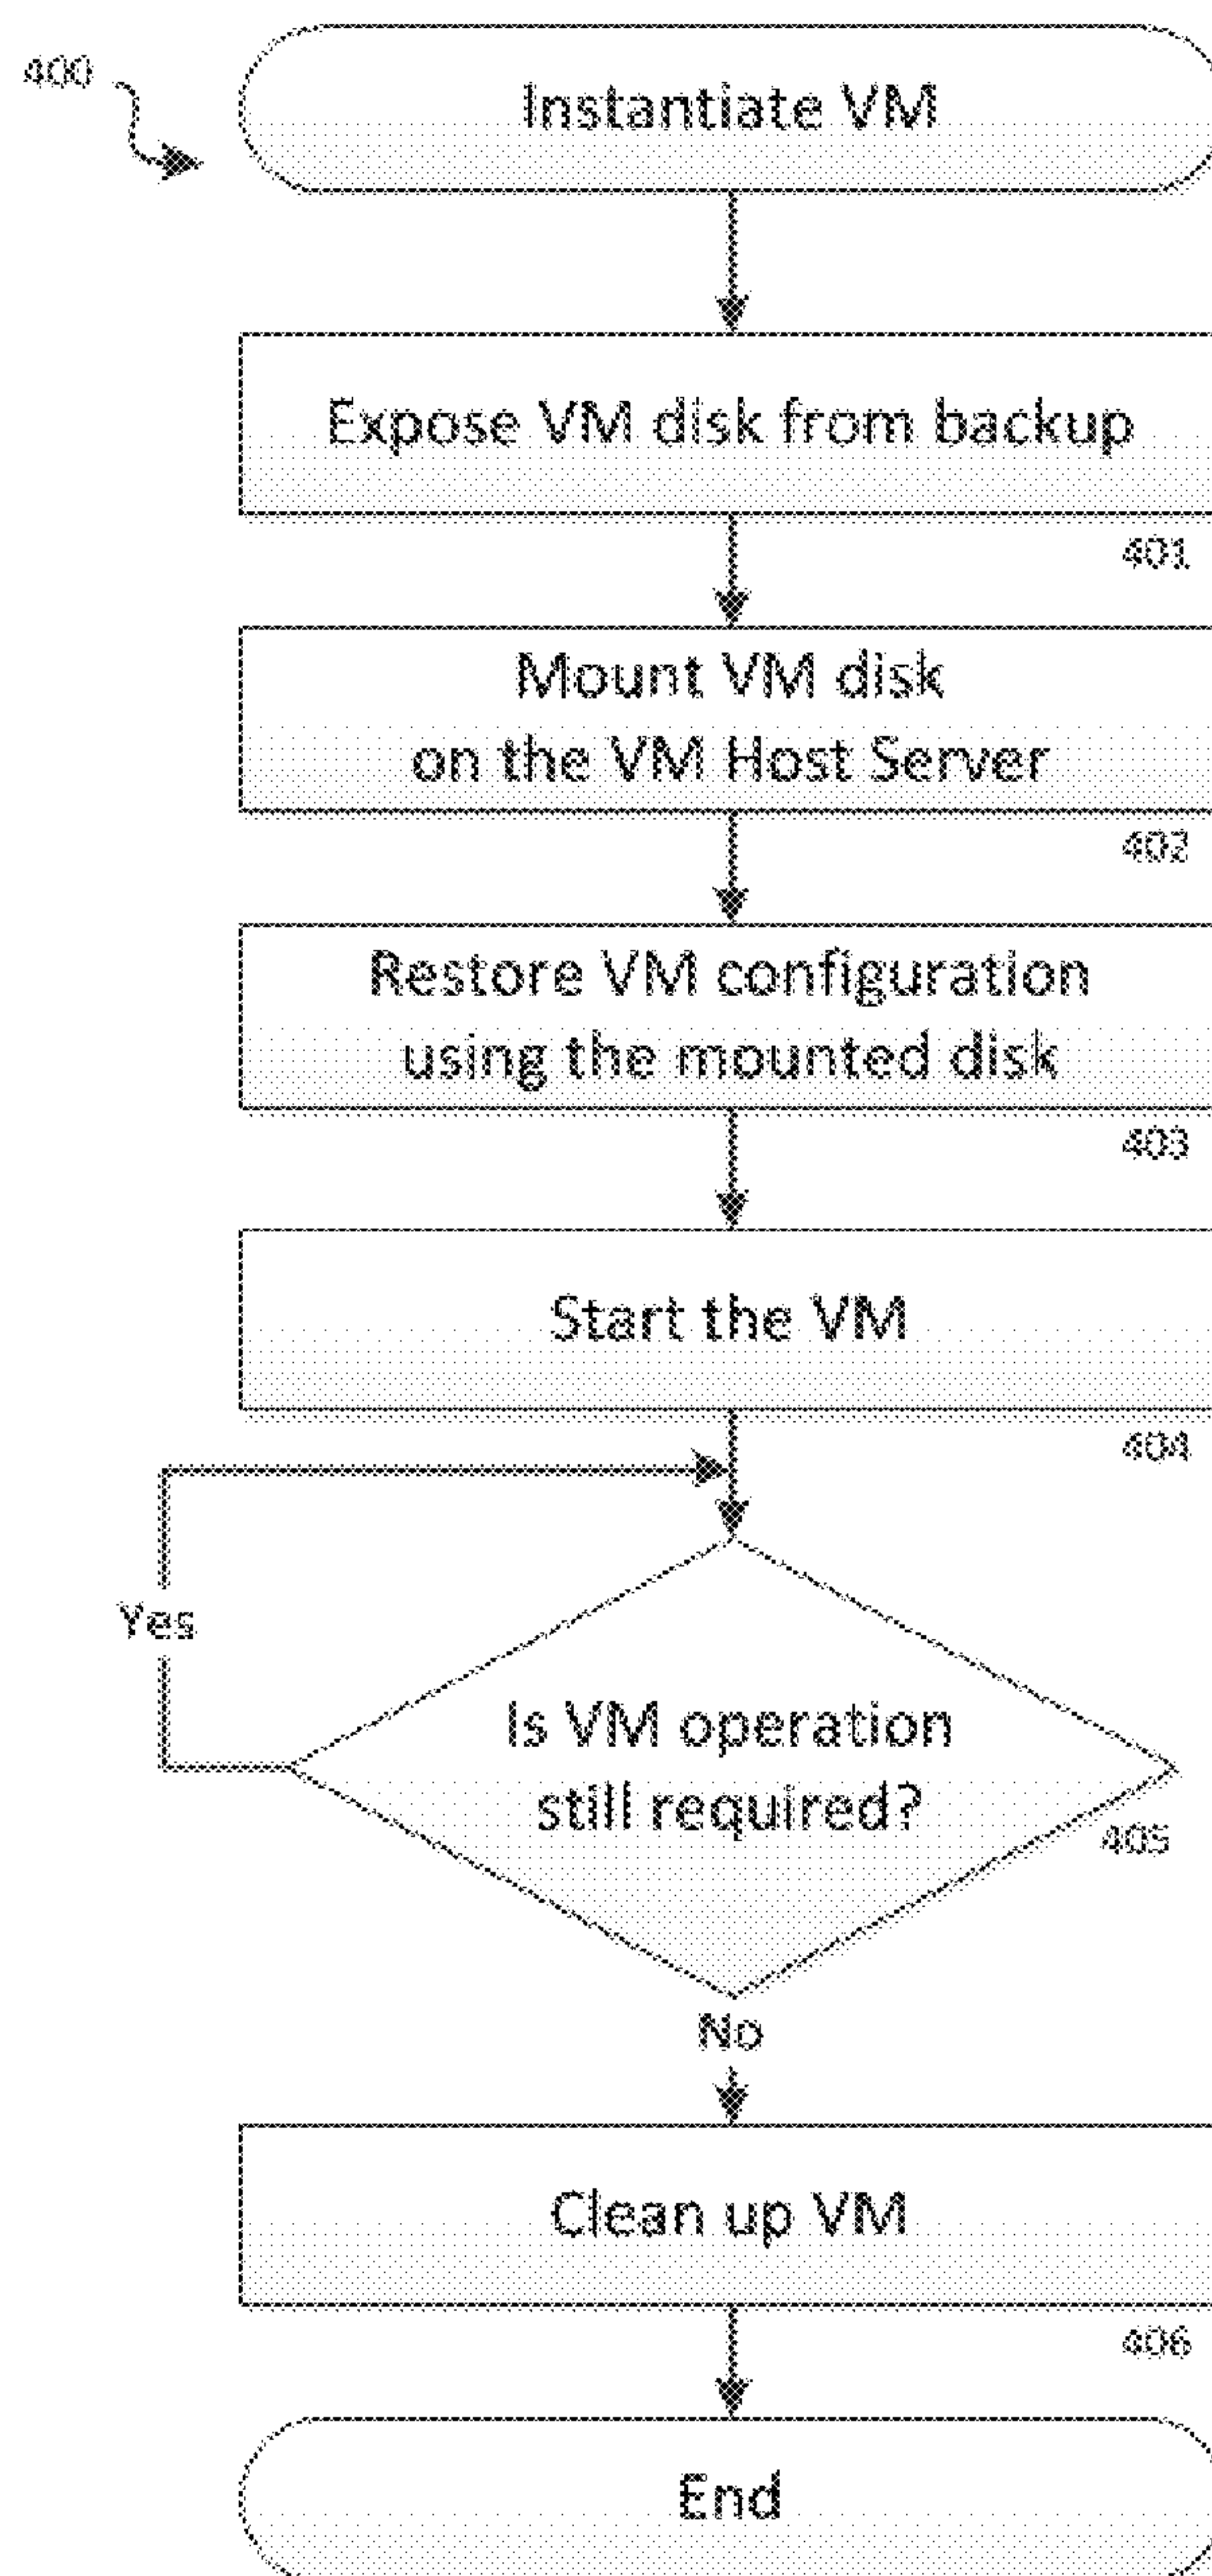 400
Instantiate VM
Expose VM disk from backup
401
Mount VM disk
on the VM Host Server
402
Restore VM configuration
using the mounted disk
403
Start the VM
404
Yes
Is VM operation
still required?
405
No
Clean up VM
406
End